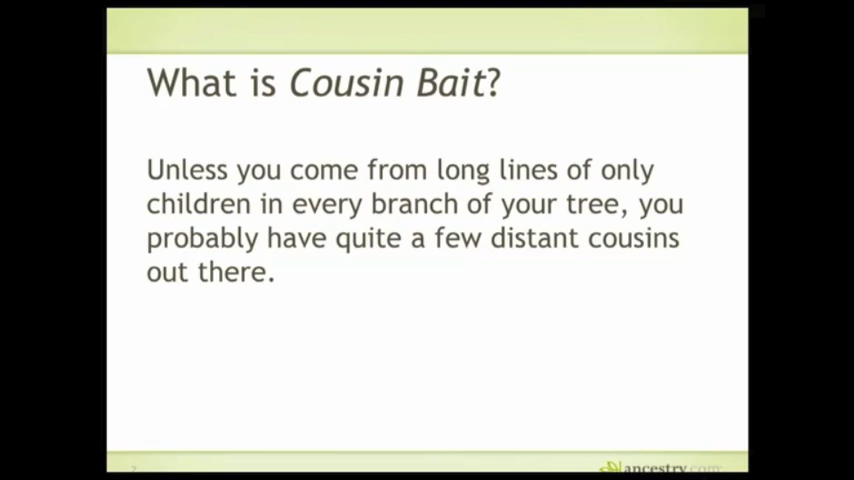 What is Cousin Bait?
Unless you come from long lines of only
children in every branch of your tree, you
probably have quite a few distant cousins
out there.
2
ancestry.com